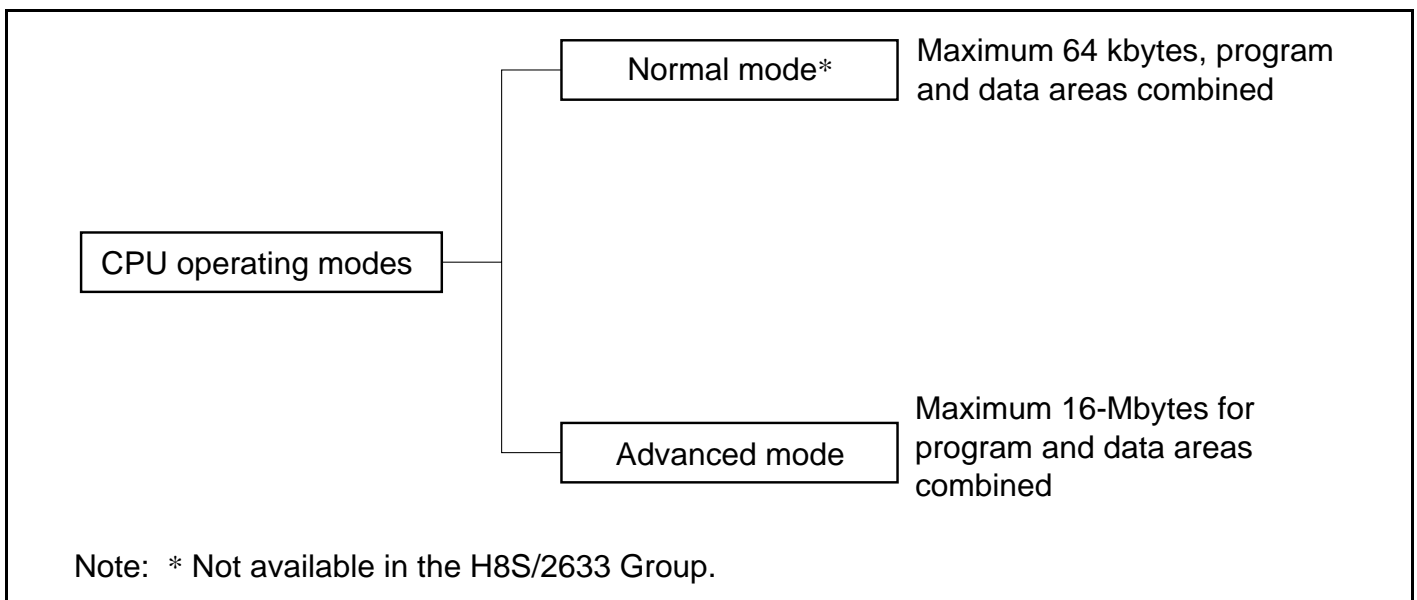 Normal mode*
Maximum 64 kbytes, program
and data areas combined
CPU operating modes
Advanced mode
Maximum 16-Mbytes for
program and data areas
combined
Note: * Not available in the H8S/2633 Group.